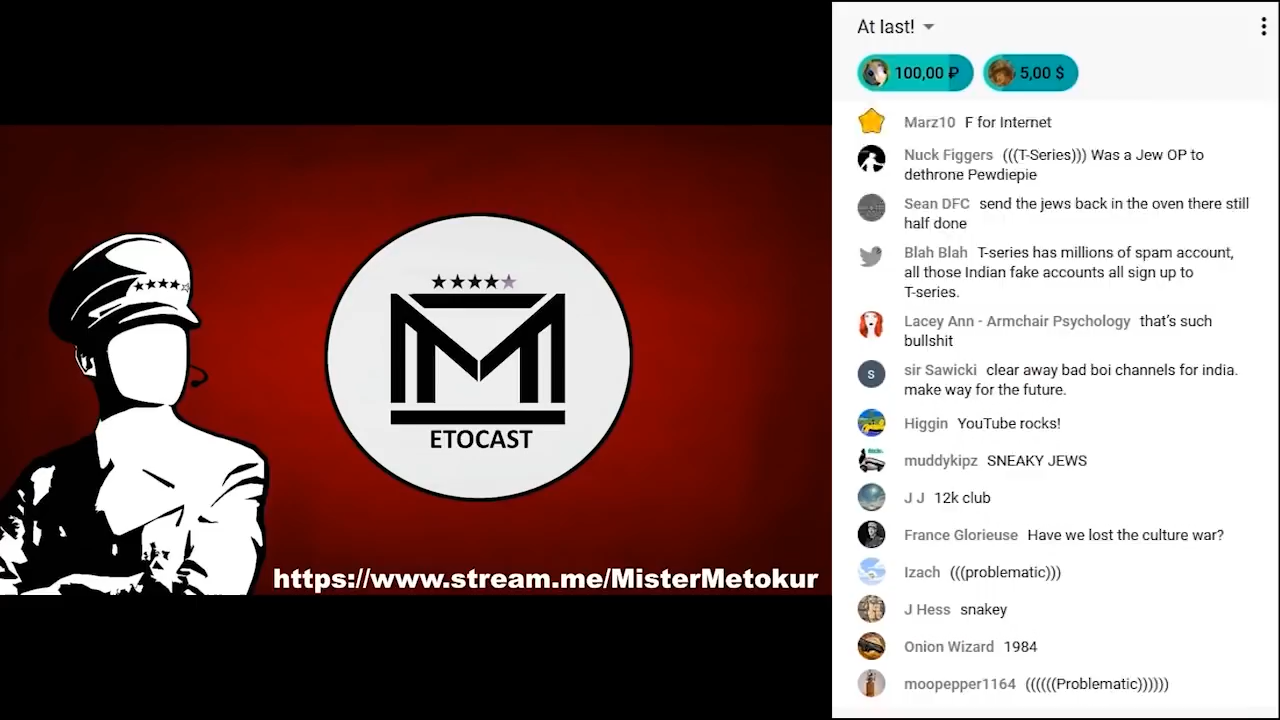 At last!
100,00 ₽ 5,00 $
Marz10 F for Internet
Nuck Figgers (((T-Series))) Was a Jew OP to
dethrone Pewdiepie
Sean DFC send the jews back in the oven there still
half done
Blah Blah T-series has millions of spam account,
all those Indian fake accounts all sign up to
T-series.
Lacey Ann - Armchair Psychology that's such
bullshit
sir Sawicki clear away bad boi channels for india.
make way for the future.
S
Higgin YouTube rocks!
muddykipz SNEAKY JEWS
J J 12k club
France Glorieuse Have we lost the culture war?
Izach (((problematic)))
J Hess snakey
Onion Wizard 1984
moopepper1164 ((((((Problematic))))))
M
ETOCAST
https://www.stream.me/MisterMetokur